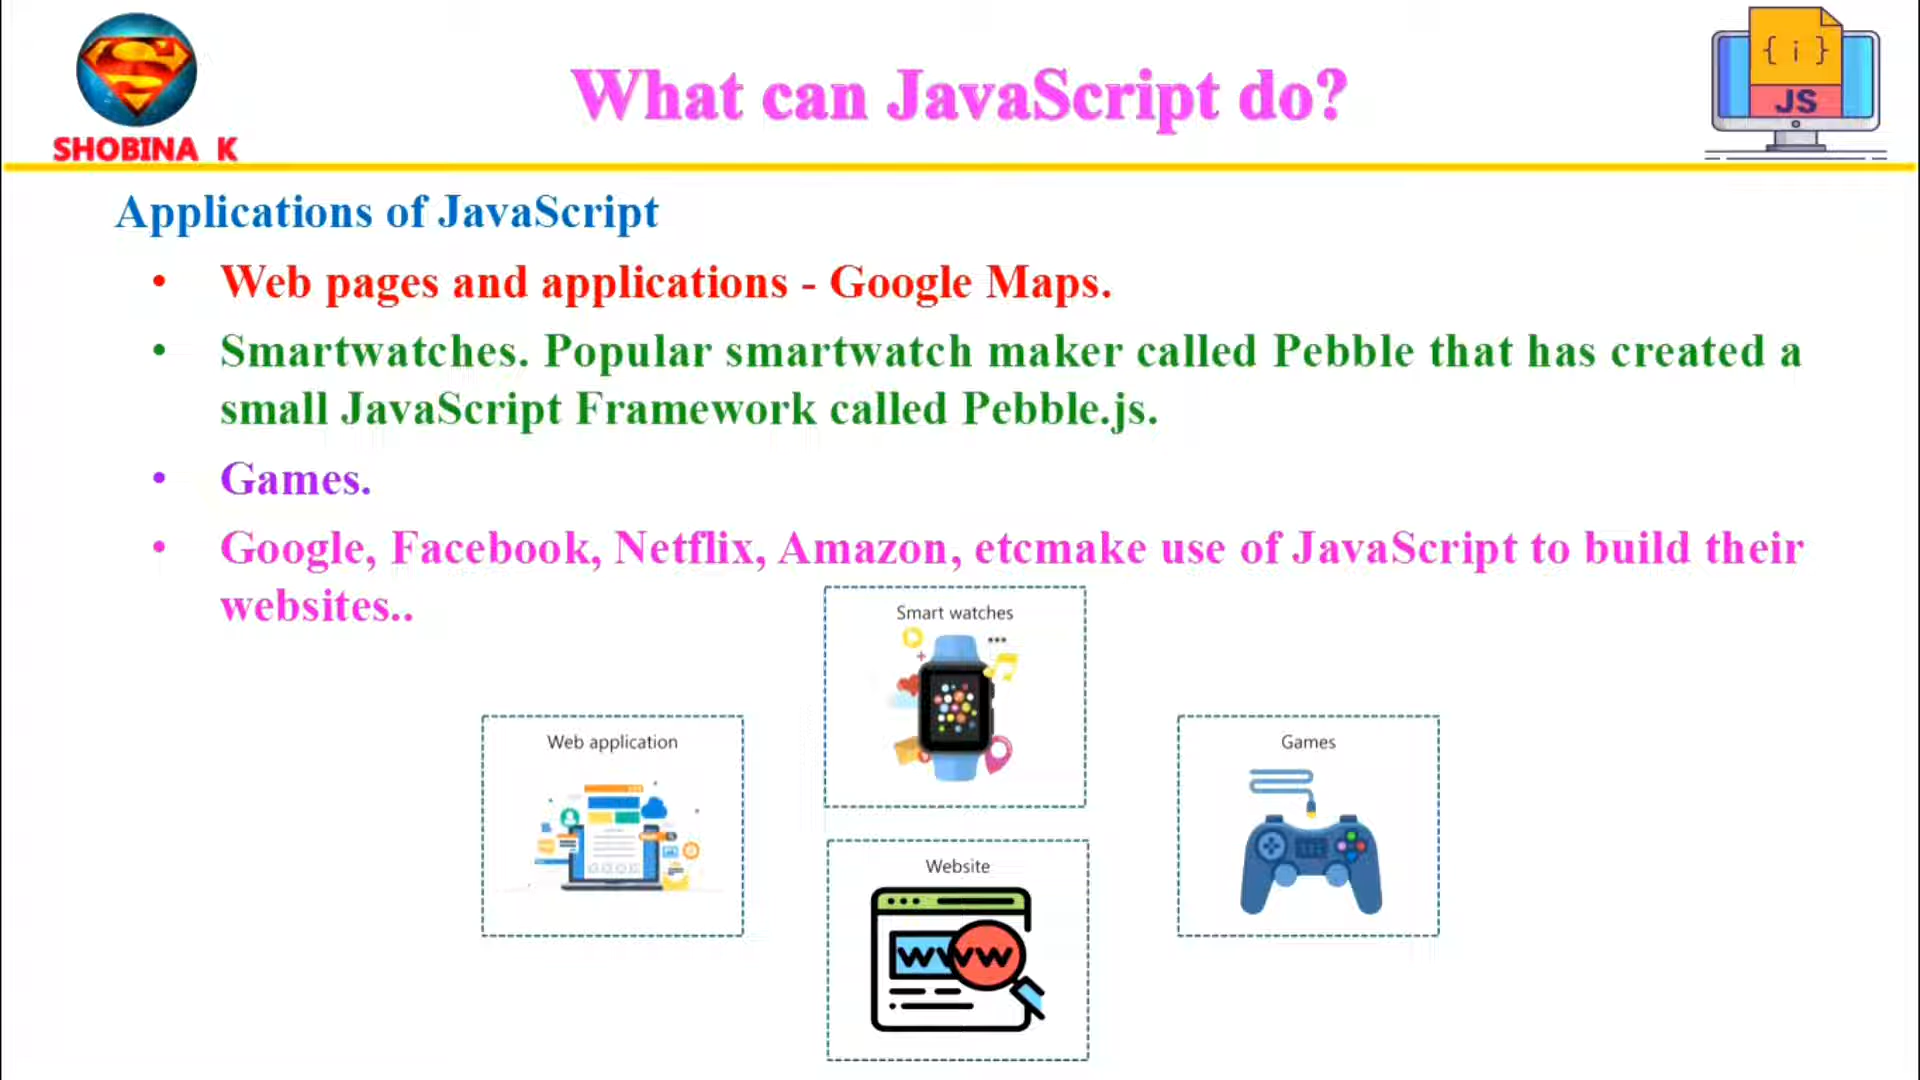 SHOBINA K
What can JavaScript do?
{ i }
JS
Applications of JavaScript
• Web pages and applications - Google Maps.
• Smartwatches. Popular smartwatch maker called Pebble that has created a
small JavaScript Framework called Pebble.js.
• Games.
• Google, Facebook, Netflix, Amazon, etcmake use of JavaScript to build their
websites..
Smart watches
Web application
Games
Website
WWW